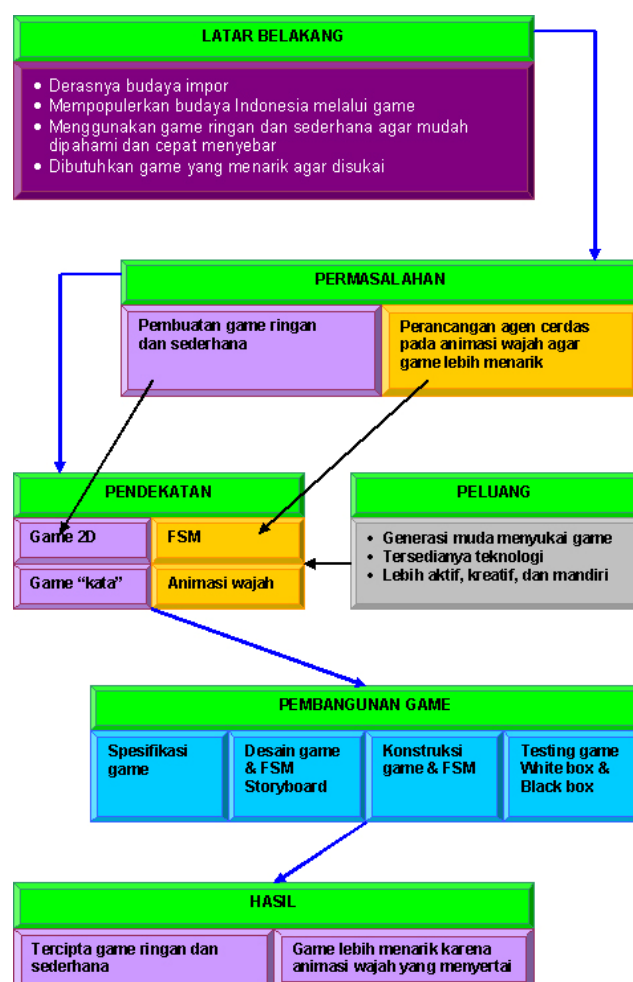 LATAR BELAKANG
• Derasnya budaya impor
• Mempopulerkan budaya Indonesia melalui game
• Menggunakan game ringan dan sederhana agar mudah
dipahami dan cepat menyebar
• Dibutuhkan game yang menarik agar disukai
PERMASALAHAN
Pembuatan game ringan
dan sederhana
Perancangan agen cerdas
pada animasi wajah agar
game lebih menarik
PENDEKATAN
Game 2D
FSM
Game “kata”
Animasi wajah
PELUANG
• Generasi muda menyukai game
• Tersedianya teknologi
• Lebih aktif, kreatif, dan mandiri
PEMBANGUNAN GAME
Spesifikasi
game
Desain game
& FSM
Storyboard
Konstruksi
game & FSM
Testing game
White box &
Black box
HASIL
Tercipta game ringan dan
sederhana
Game lebih menarik karena
animasi wajah yang menyertai